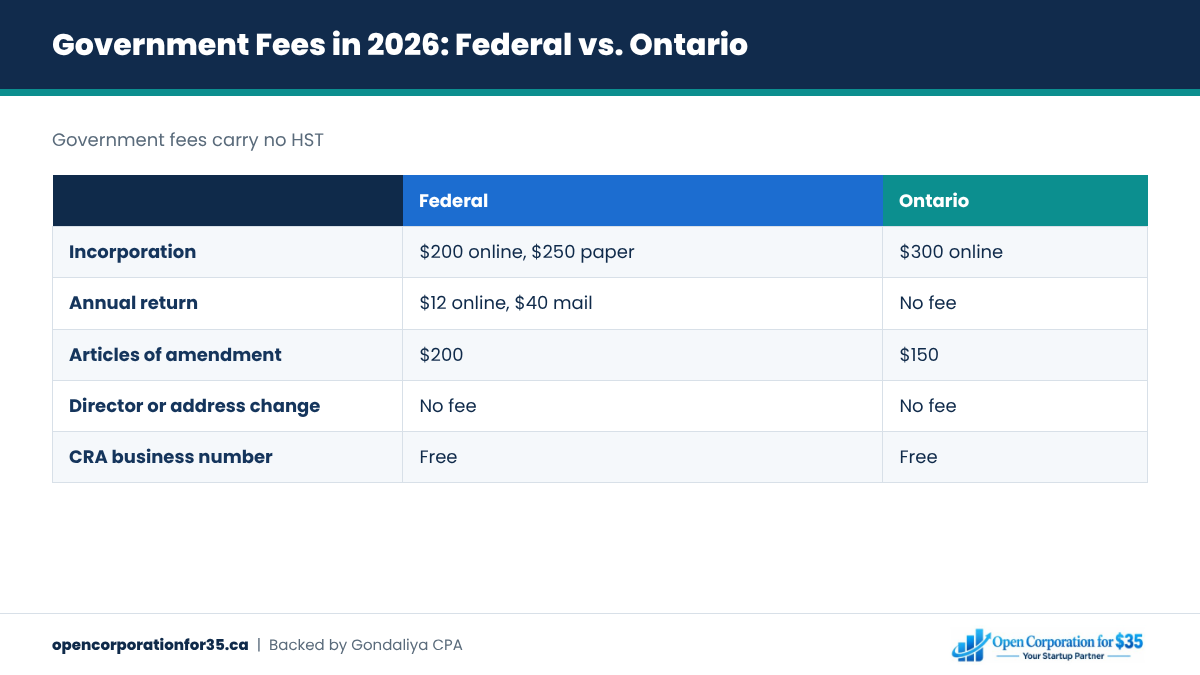 Government Fees in 2026: Federal vs. Ontario
Government fees carry no HST
Federal Ontario
Incorporation $200 online, $250 paper $300 online
Annual return $12 online, $40 mail No fee
Articles of amendment $200 $150
Director or address change No fee No fee
CRA business number Free Free
opencorporationfor35.ca | Backed by Gondaliya CPA
Open Corporation for $35
Your Startup Partner